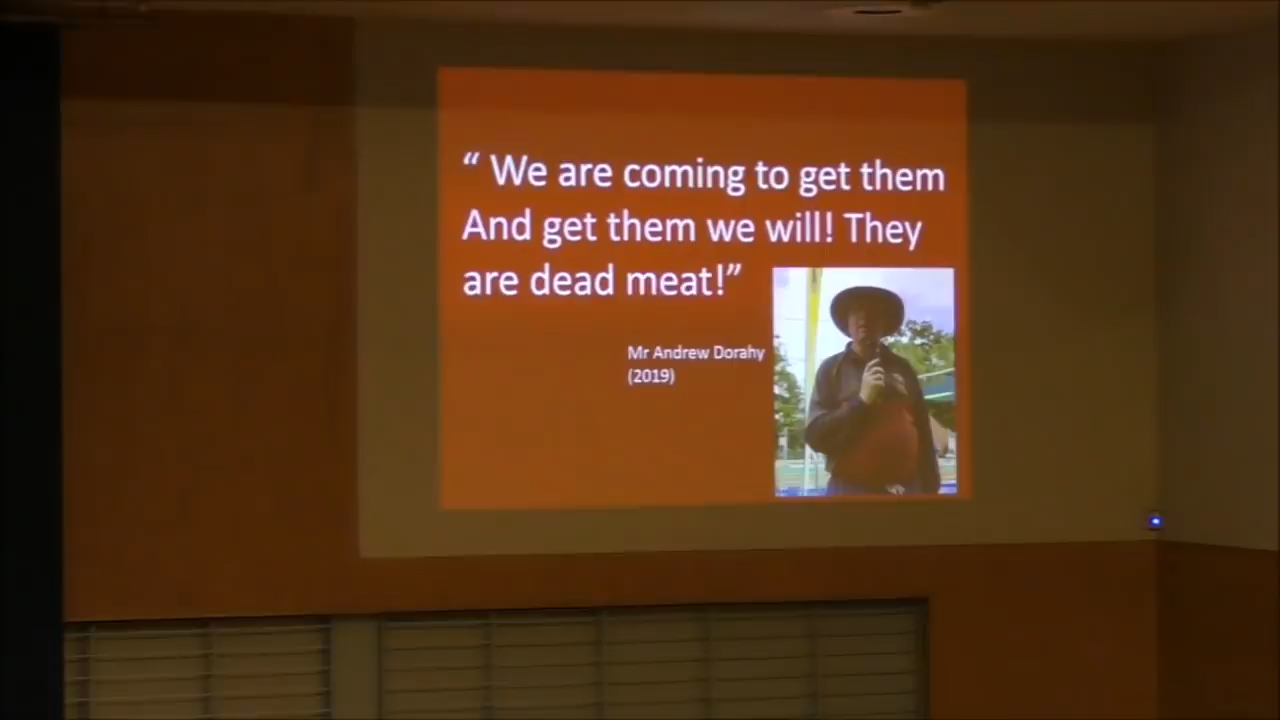 “ We are coming to get them
And get them we will! They
are dead meat!”
Mr Andrew Dorahy
(2019)